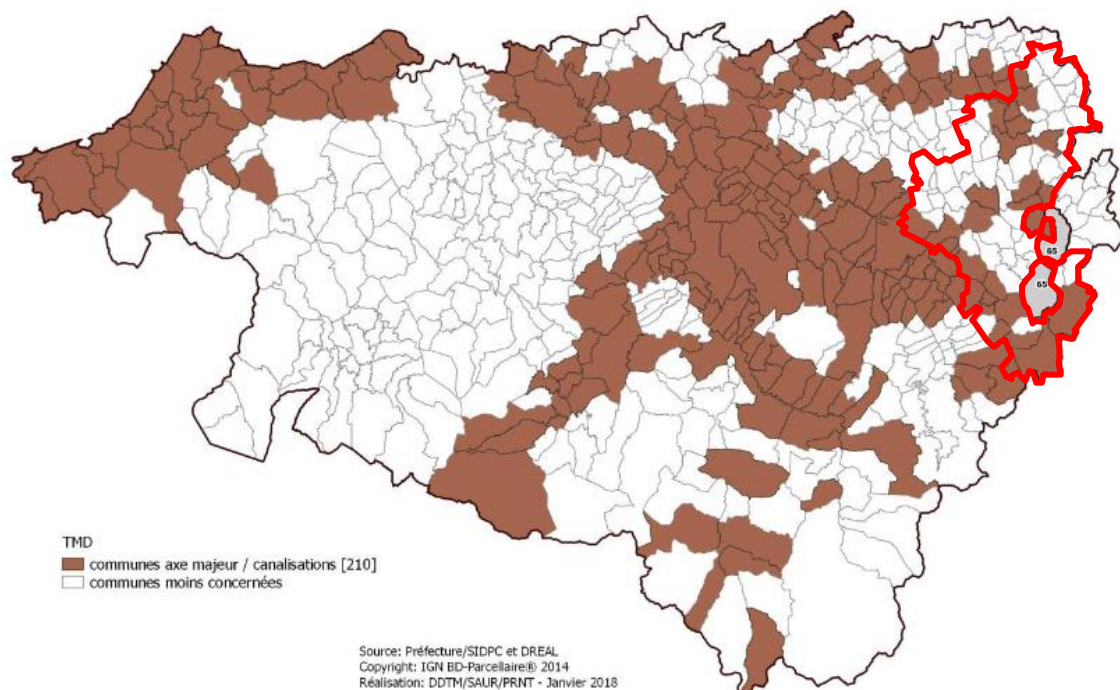 65
65
TMD
communes axe majeur / canalisations [210]
communes moins concernées
Source: Préfecture/SIDPC et DREAL
Copyright: IGN BD-Parcellaire® 2014
Réalisation: DDTM/SAUR/PRNT - Janvier 2018